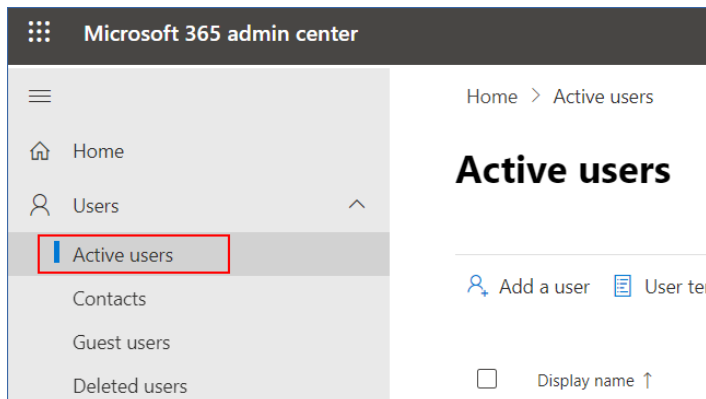 Microsoft 365 admin center
Home > Active users
Home
Active users
Users
Active users
Contacts
Add a user User
Guest users
Deleted users
Display name ↑